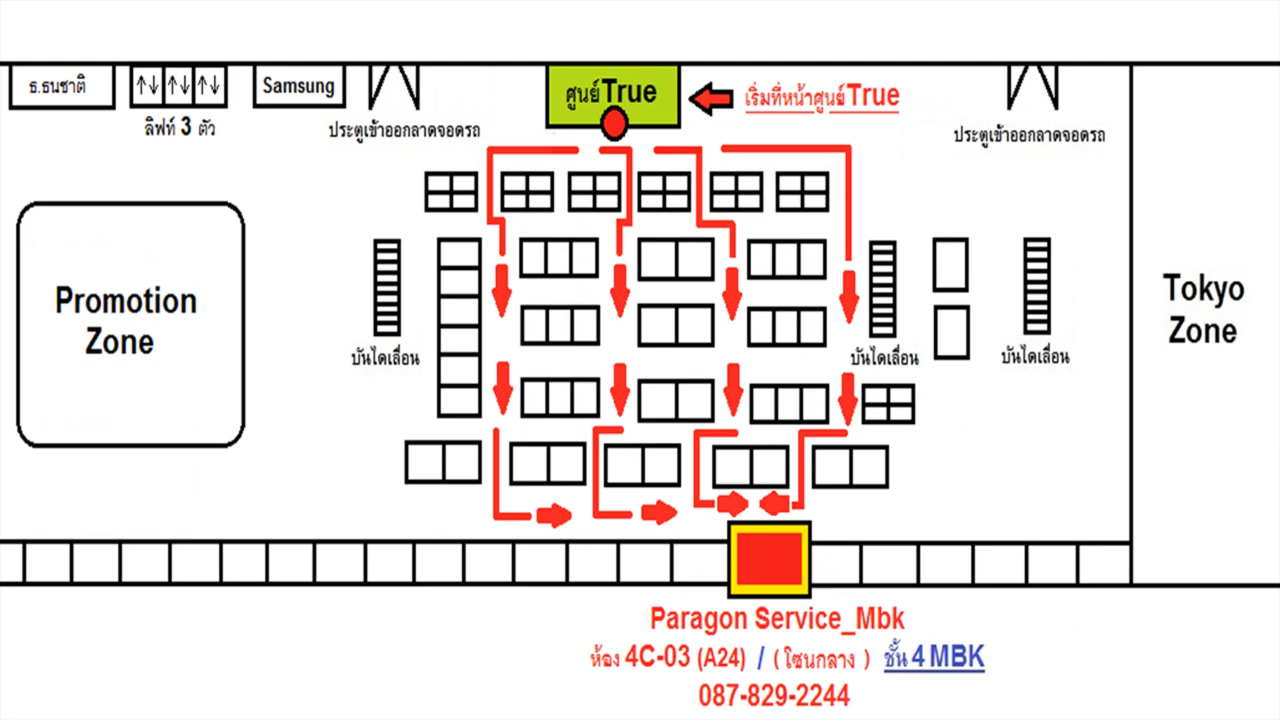 ธ.ธนชาติ
ลิฟท์ 3 ตัว
Samsung
ประตูเข้าออกลาดจอดรถ
ศูนย์True
เริ่มที่หน้าศูนย์True
ประตูเข้าออกลาดจอดรถ
Promotion
Zone
บันไดเลื่อน
บันไดเลื่อน
บันไดเลื่อน
Tokyo
Zone
Paragon Service_Mbk
ห้อง 4C-03 (A24) / ( โซนกลาง ) ชั้น 4 MBK
087-829-2244